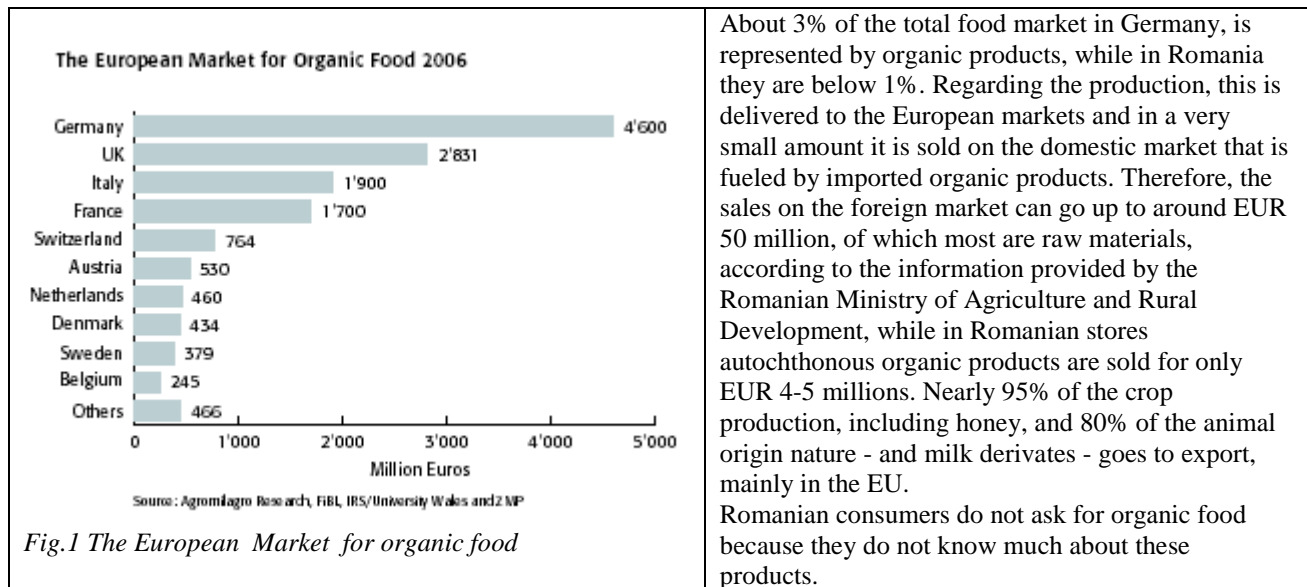 The European Market for Organic Food 2006
Germany 4'600
UK 2'831
Italy 1'900
France 1'700
Switzerland 764
Austria 530
Netherlands 460
Denmark 434
Sweden 379
Belgium 245
Others 466
0 1'000 2'000 3'000 4'000 5'000
Million Euros
Source: Agromilagro Research, FiBL, IRS/University Wales and ZMP
Fig.1 The European Market for organic food
About 3% of the total food market in Germany, is
represented by organic products, while in Romania
they are below 1%. Regarding the production, this is
delivered to the European markets and in a very
small amount it is sold on the domestic market that is
fueled by imported organic products. Therefore, the
sales on the foreign market can go up to around EUR
50 million, of which most are raw materials,
according to the information provided by the
Romanian Ministry of Agriculture and Rural
Development, while in Romanian stores
autochthonous organic products are sold for only
EUR 4-5 millions. Nearly 95% of the crop
production, including honey, and 80% of the animal
origin nature - and milk derivates - goes to export,
mainly in the EU.
Romanian consumers do not ask for organic food
because they do not know much about these
products.